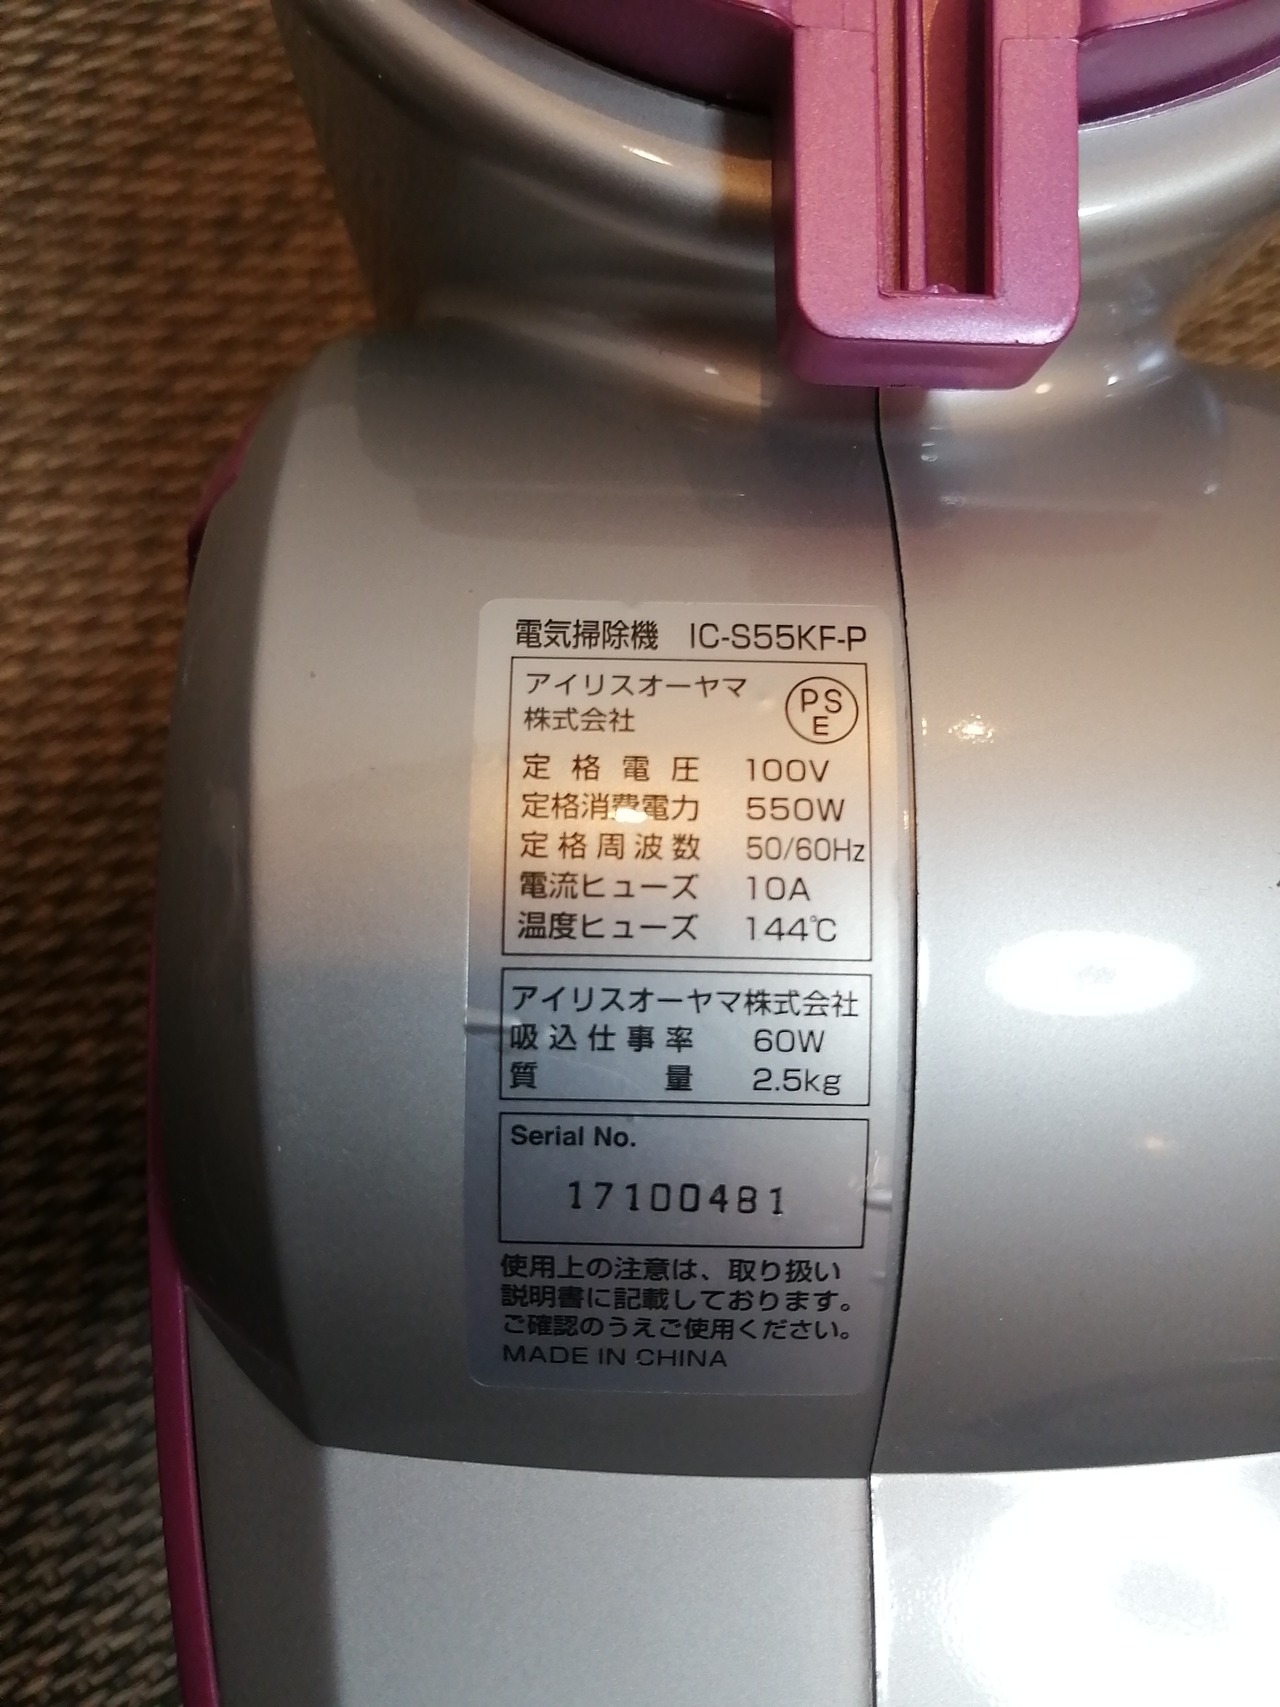 電気掃除機 IC-S55KF-P
アイリスオーヤマ
株式会社
PS
E
定格電圧 100V
定格消費電力 550W
定格周波数 50/60Hz
電流ヒューズ 10A
温度ヒューズ 144℃
アイリスオーヤマ株式会社
吸込仕事率 60W
質量 2.5kg
Serial No.
17100481
使用上の注意は、取り扱い
説明書に記載しております。
ご確認のうえご使用ください。
MADE IN CHINA